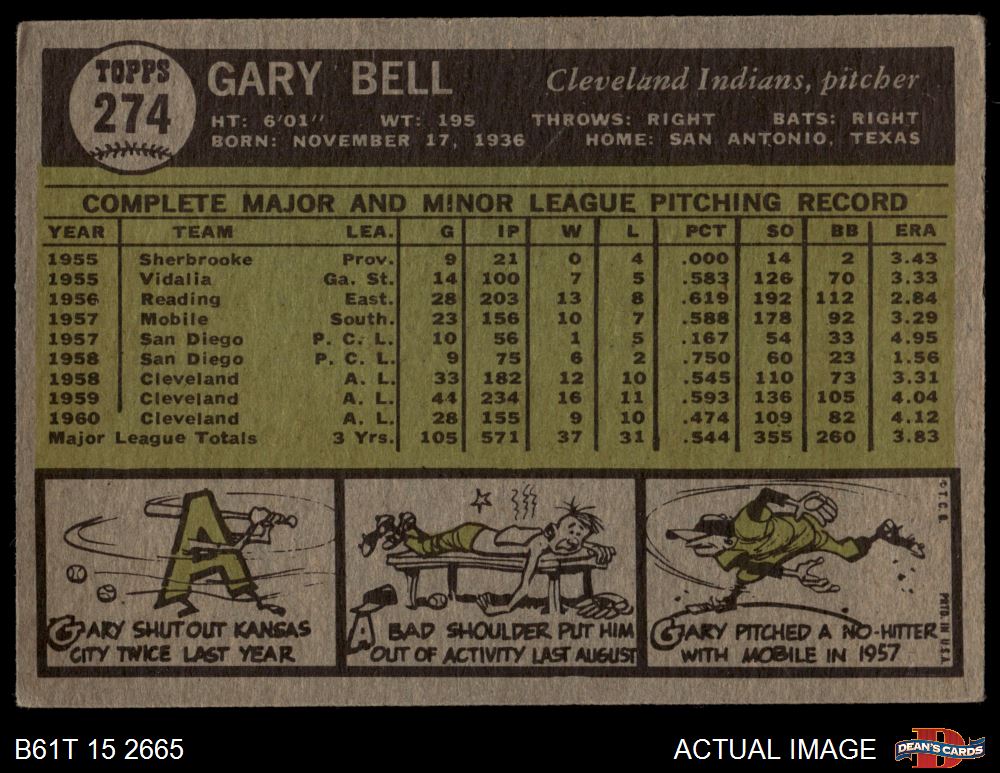 TOPPS
274
GARY BELL
Cleveland Indians, pitcher
HT: 6'01" WT: 195 THROWS: RIGHT BATS: RIGHT
BORN: NOVEMBER 17, 1936 HOME: SAN ANTONIO, TEXAS
COMPLETE MAJOR AND MINOR LEAGUE PITCHING RECORD
YEAR TEAM LEA. G IP W L PCT SO BB ERA
1955 Sherbrooke Prov. 9 21 0 4 .000 14 2 3.43
1955 Vidalia Ga. St. 14 100 7 5 .583 126 70 3.33
1956 Reading East. 28 203 13 8 .619 192 112 2.84
1957 Mobile South. 23 156 10 7 .588 178 92 3.29
1957 San Diego P. C. L. 10 56 1 5 .167 54 33 4.95
1958 San Diego P. C. L. 9 75 6 2 .750 60 23 1.56
1958 Cleveland A. L. 33 182 12 10 .545 110 73 3.31
1959 Cleveland A. L. 44 234 16 11 .593 136 105 4.04
1960 Cleveland A. L. 28 155 9 10 .474 109 82 4.12
Major League Totals 3 Yrs. 105 571 37 31 .544 355 260 3.83
A
GARY SHUTOUT KANSAS
CITY TWICE LAST YEAR
A BAD SHOULDER PUT HIM
OUT OF ACTIVITY LAST AUGUST
GARY PITCHED A NO-HITTER
WITH MOBILE IN 1957
© T.C.G. PRTD. IN U.S.A.
B61T 15 2665
ACTUAL IMAGE
D
DEAN'S CARDS